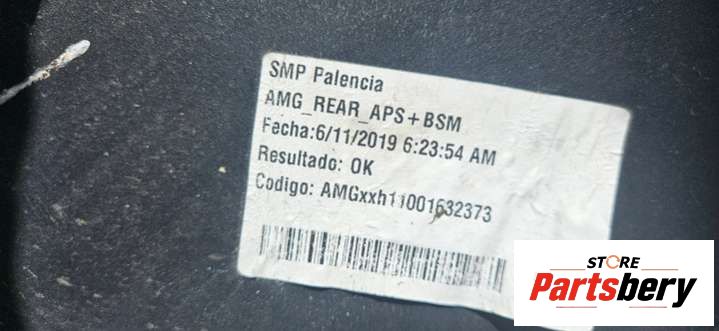 SMP Palencia
AMG_REAR_APS+BSM
Fecha:6/11/2019 6:23:54 AM
Resultado: OK
Codigo: AMGxxh11001632373
STORE
Partsbery